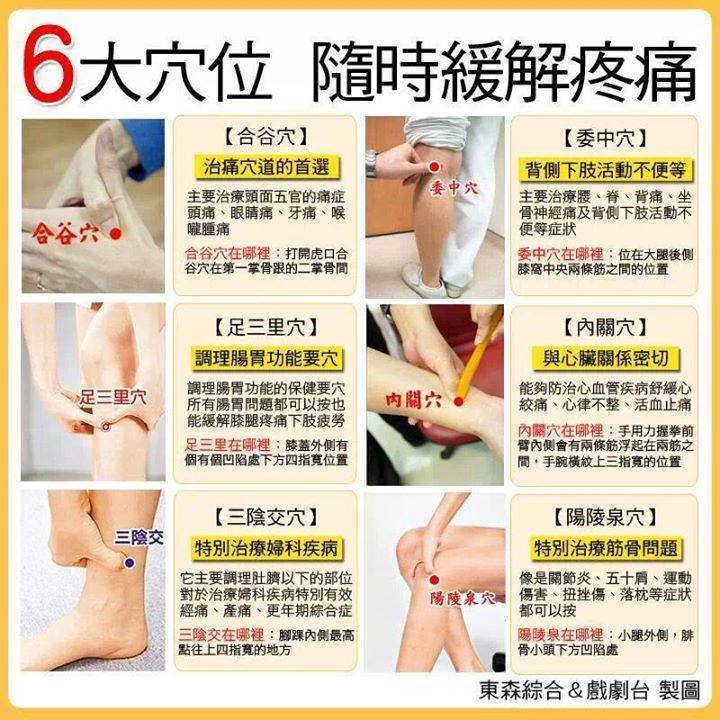 6大穴位 隨時緩解疼痛
合谷穴
【合谷穴】
治痛穴道的首選
主要治療頭面五官的痛症
頭痛、眼睛痛、牙痛、喉
嚨腫痛
合谷穴在哪裡：打開虎口合
谷穴在第一掌骨跟的二掌骨間
委中穴
【委中穴】
背側下肢活動不便等
主要治療腰、脊、背痛、坐
骨神經痛及背側下肢活動不
便等症狀
委中穴在哪裡：位在大腿後側
膝窩中央兩條筋之間的位置
足三里穴
【足三里穴】
調理腸胃功能要穴
調理腸胃功能的保健要穴
所有腸胃問題都可以按也
能緩解膝腿疼痛下肢疲勞
足三里在哪裡：膝蓋外側有
個有個凹陷處下方四指寬位置
內關穴
【內關穴】
與心臟關係密切
能夠防治心血管疾病舒緩心
絞痛、心律不整、活血止痛
內關穴在哪裡：手用力握拳前
臂內側會有兩條筋浮起在兩筋之
間，手腕橫紋上三指寬的位置
三陰交
【三陰交穴】
特別治療婦科疾病
它主要調理肚臍以下的部位
對於治療婦科疾病特別有效
經痛、產痛、更年期綜合症
三陰交在哪裡：腳踝內側最高
點往上四指寬的地方
陽陵泉穴
【陽陵泉穴】
特別治療筋骨問題
像是關節炎、五十肩、運動
傷害、扭挫傷、落枕等症狀
都可以按
陽陵泉在哪裡：小腿外側，腓
骨小頭下方凹陷處
東森綜合＆戲劇台 製圖